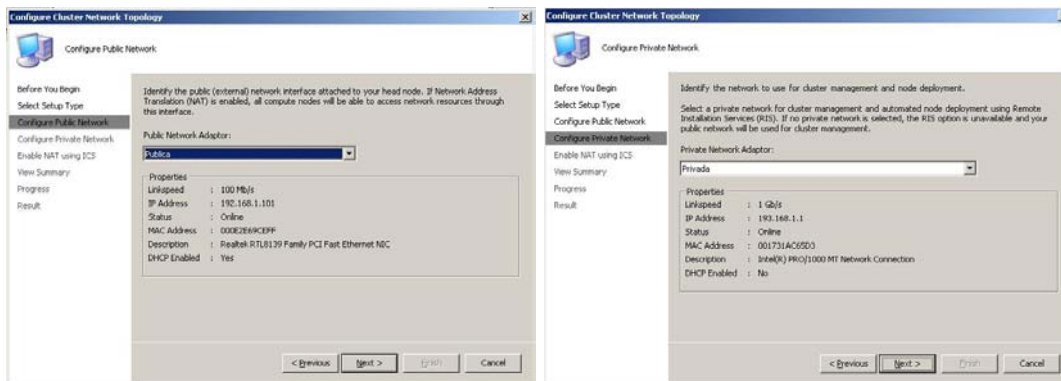 Configure Cluster Network Topology
Configure Public Network
Before You Begin
Select Setup Type
Configure Public Network
Configure Private Network
Enable NAT using ICS
View Summary
Progress
Result
Identify the public (external) network interface attached to your head node. If Network Address
Translation (NAT) is enabled, all compute nodes will be able to access network resources through
this interface.
Public Network Adaptor:
Publica
Properties
Linkspeed : 100 Mb/s
IP Address : 192.168.1.101
Status : Online
MAC Address : 000E2E69CEFF
Description : Realtek RTL8139 Family PCI Fast Ethernet NIC
DHCP Enabled : Yes
< Previous
Next >
Finish
Cancel
Configure Cluster Network Topology
Configure Private Network
Before You Begin
Select Setup Type
Configure Public Network
Configure Private Network
Enable NAT using ICS
View Summary
Progress
Result
Identify the network to use for cluster management and node deployment.
Select a private network for cluster management and automated node deployment using Remote
Installation Services (RIS). If no private network is selected, the RIS option is unavailable and your
public network will be used for cluster management.
Private Network Adaptor:
Privada
Properties
Linkspeed : 1 Gb/s
IP Address : 193.168.1.1
Status : Online
MAC Address : 001731AC65D3
Description : Intel(R) PRO/1000 MT Network Connection
DHCP Enabled : No
< Previous
Next >
Finish
Cancel